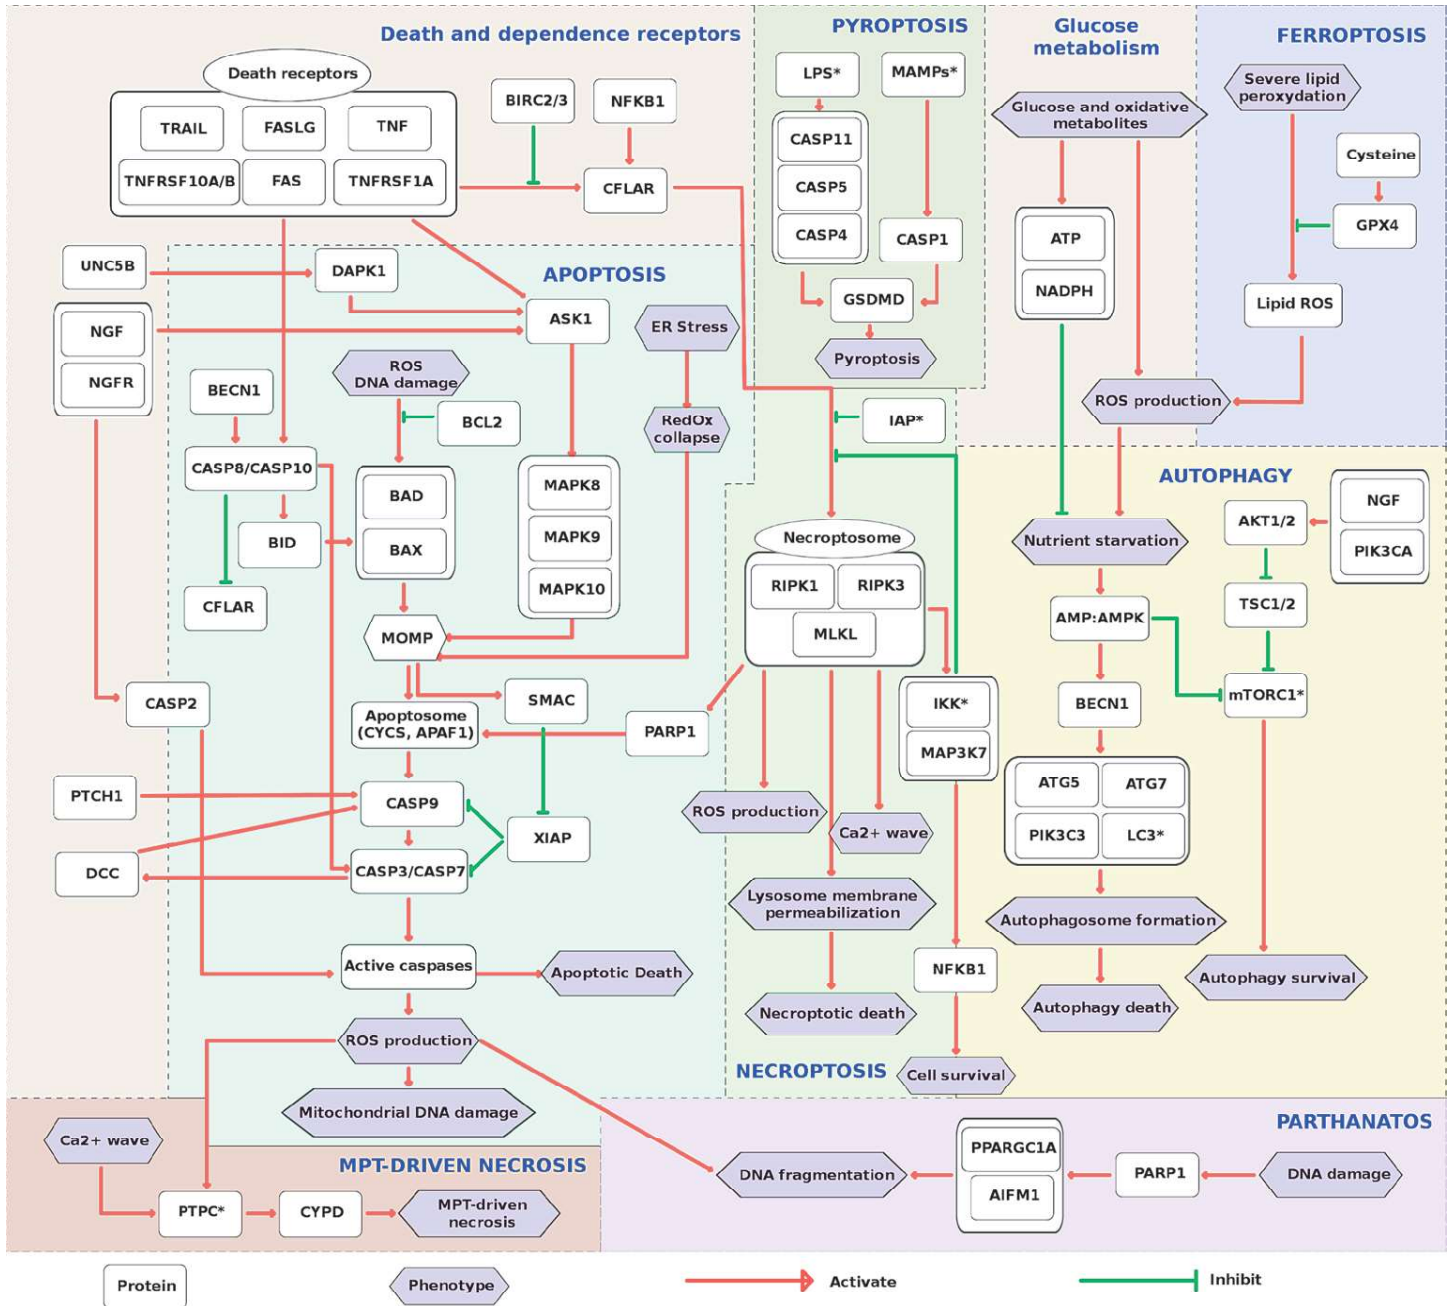 Death and dependence receptors
PYROPTOSIS
Glucose
metabolism
FERROPTOSIS
Death receptors
TRAIL
FASLG
TNF
TNFRSF10A/B
FAS
TNFRSF1A
BIRC2/3
NFKB1
CFLAR
LPS*
MAMPs*
CASP11
CASP5
CASP4
CASP1
GSDMD
Pyroptosis
Glucose and oxidative
metabolites
ATP
NADPH
ROS production
Severe lipid
peroxydation
Cysteine
GPX4
Lipid ROS
UNC5B
NGF
NGFR
APOPTOSIS
DAPK1
ASK1
ER Stress
ROS
DNA damage
BCL2
RedOx
collapse
BECN1
CASP8/CASP10
BID
CFLAR
BAD
BAX
MAPK8
MAPK9
MAPK10
MOMP
SMAC
CASP2
Apoptosome
(CYCS, APAF1)
PARP1
PTCH1
CASP9
XIAP
DCC
CASP3/CASP7
Active caspases
Apoptotic Death
ROS production
Mitochondrial DNA damage
IAP*
Necroptosome
RIPK1
RIPK3
MLKL
IKK*
MAP3K7
ROS production
Ca2+ wave
Lysosome membrane
permeabilization
NFKB1
Necroptotic death
NECROPTOSIS
Cell survival
AUTOPHAGY
NGF
PIK3CA
AKT1/2
Nutrient starvation
TSC1/2
AMP:AMPK
mTORC1*
BECN1
ATG5
ATG7
PIK3C3
LC3*
Autophagosome formation
Autophagy survival
Autophagy death
Ca2+ wave
MPT-DRIVEN NECROSIS
PTPC*
CYPD
MPT-driven
necrosis
PARTHANATOS
DNA fragmentation
PPARGC1A
AIFM1
PARP1
DNA damage
Protein
Phenotype
Activate
Inhibit